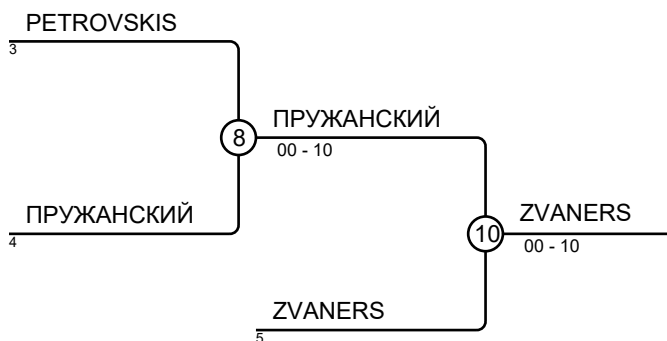 PETROVSKIS
3
8
ПРУЖАНСКИЙ
00 - 10
ПРУЖАНСКИЙ
4
10
ZVANERS
00 - 10
ZVANERS
5